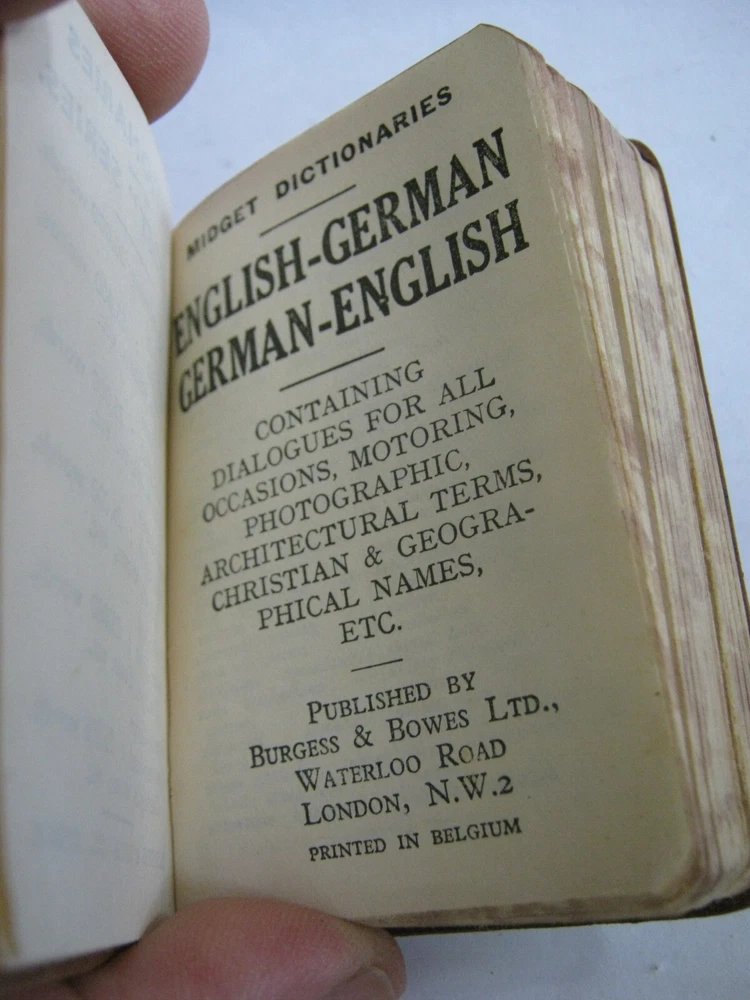 MIDGET DICTIONARIES
ENGLISH-GERMAN
GERMAN-ENGLISH
CONTAINING
DIALOGUES FOR ALL
OCCASIONS, MOTORING,
PHOTOGRAPHIC,
ARCHITECTURAL TERMS,
CHRISTIAN & GEOGRA-
PHICAL NAMES,
ETC.
PUBLISHED BY
BURGESS & BOWES LTD.,
WATERLOO ROAD
LONDON, N.W.2
PRINTED IN BELGIUM